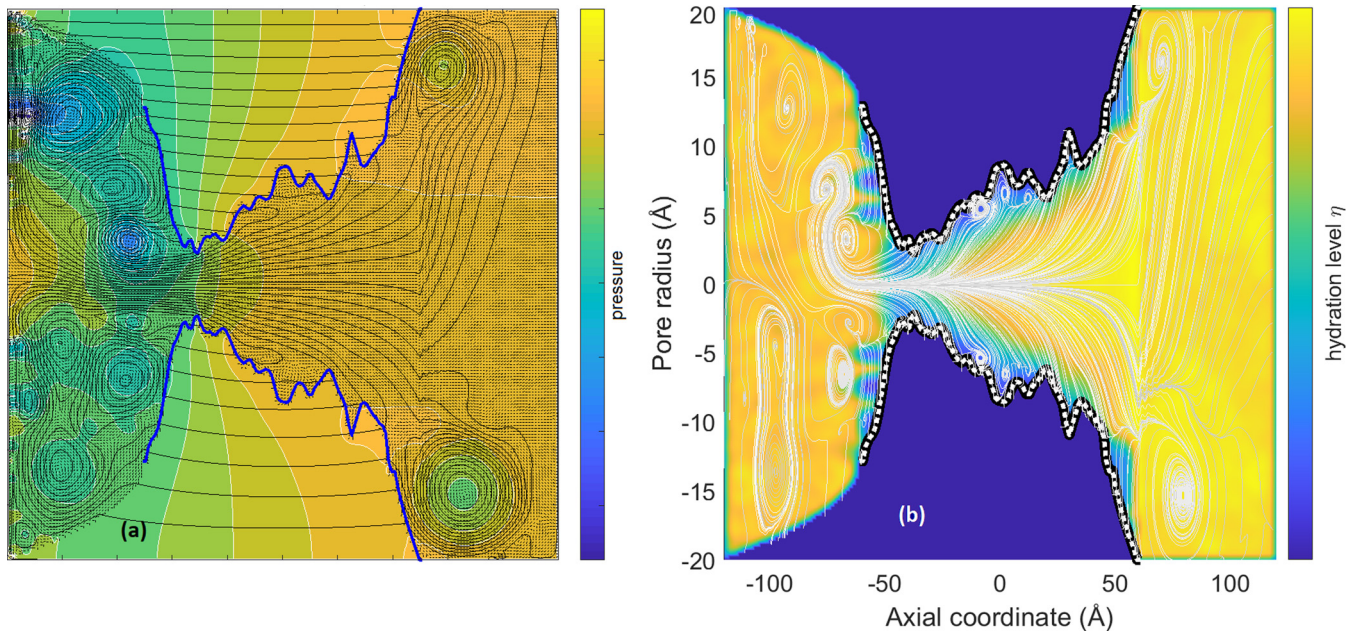 (a)
pressure
20
15
10
5
0
-5
-10
-15
-20
Pore radius (Å)
(b)
-100
-50
0
50
100
Axial coordinate (Å)
hydration level η